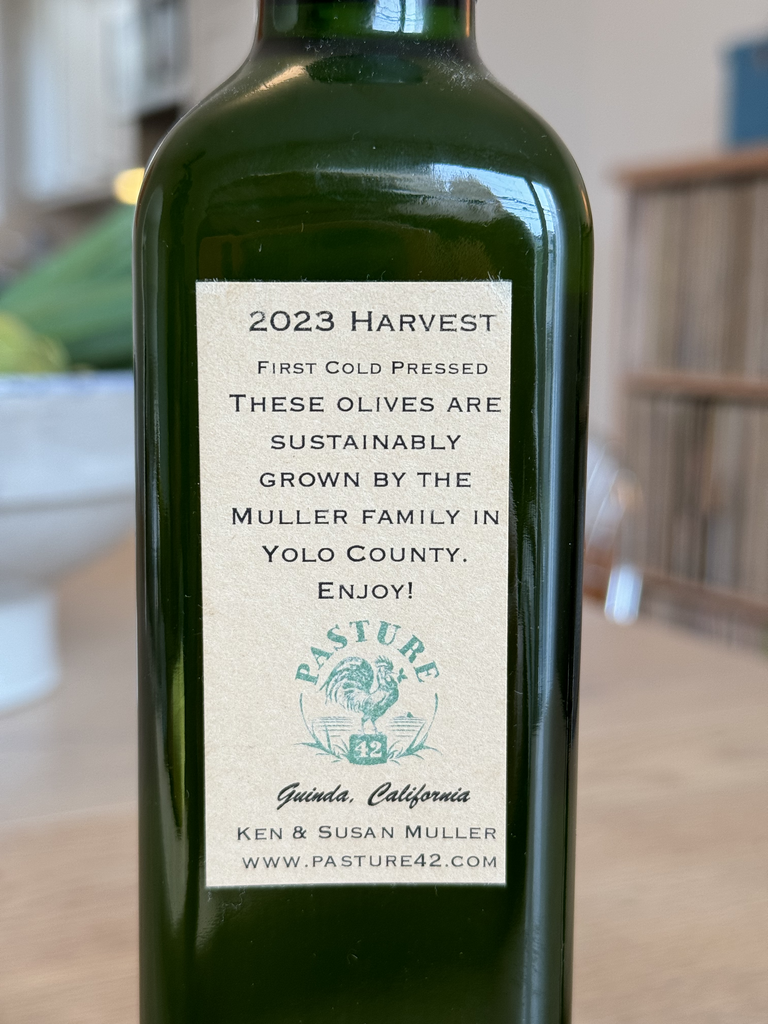 2023 Harvest
First Cold Pressed
These olives are
sustainably
grown by the
Muller family in
Yolo County.
Enjoy!
PASTURE
42
Guinda, California
Ken & Susan Muller
www.pasture42.com